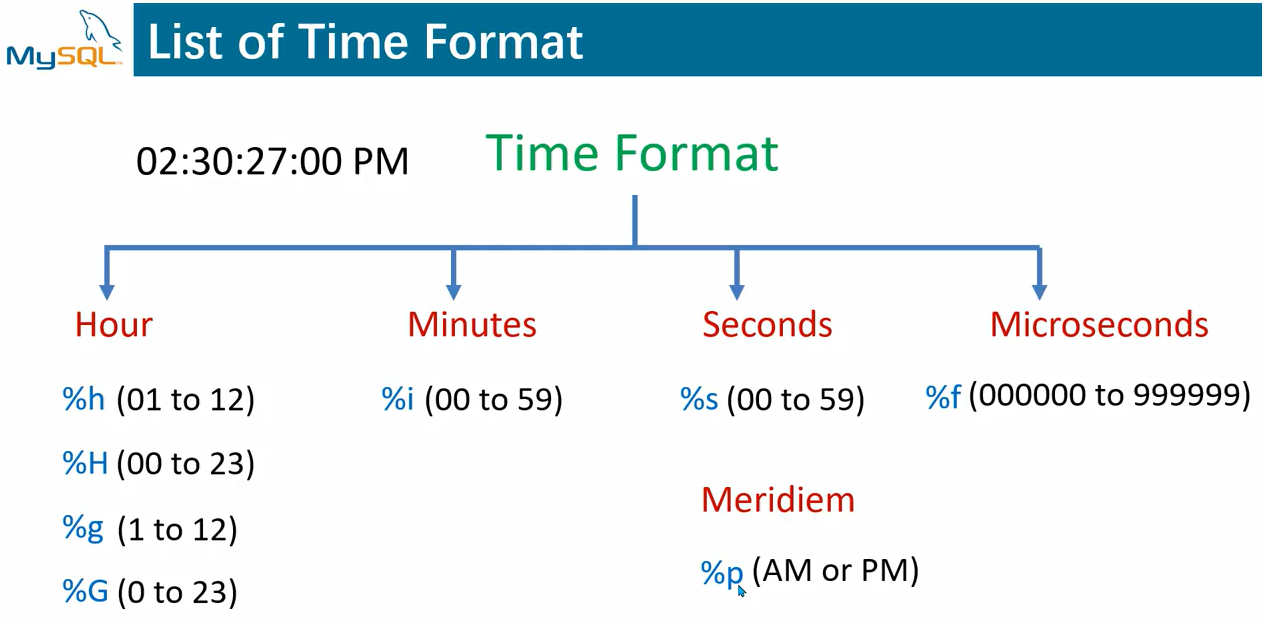 MySQL™
List of Time Format
02:30:27:00 PM
Time Format
Hour
Minutes
Seconds
Microseconds
%h (01 to 12)
%i (00 to 59)
%s (00 to 59)
%f (000000 to 999999)
%H (00 to 23)
Meridiem
%g (1 to 12)
%p (AM or PM)
%G (0 to 23)